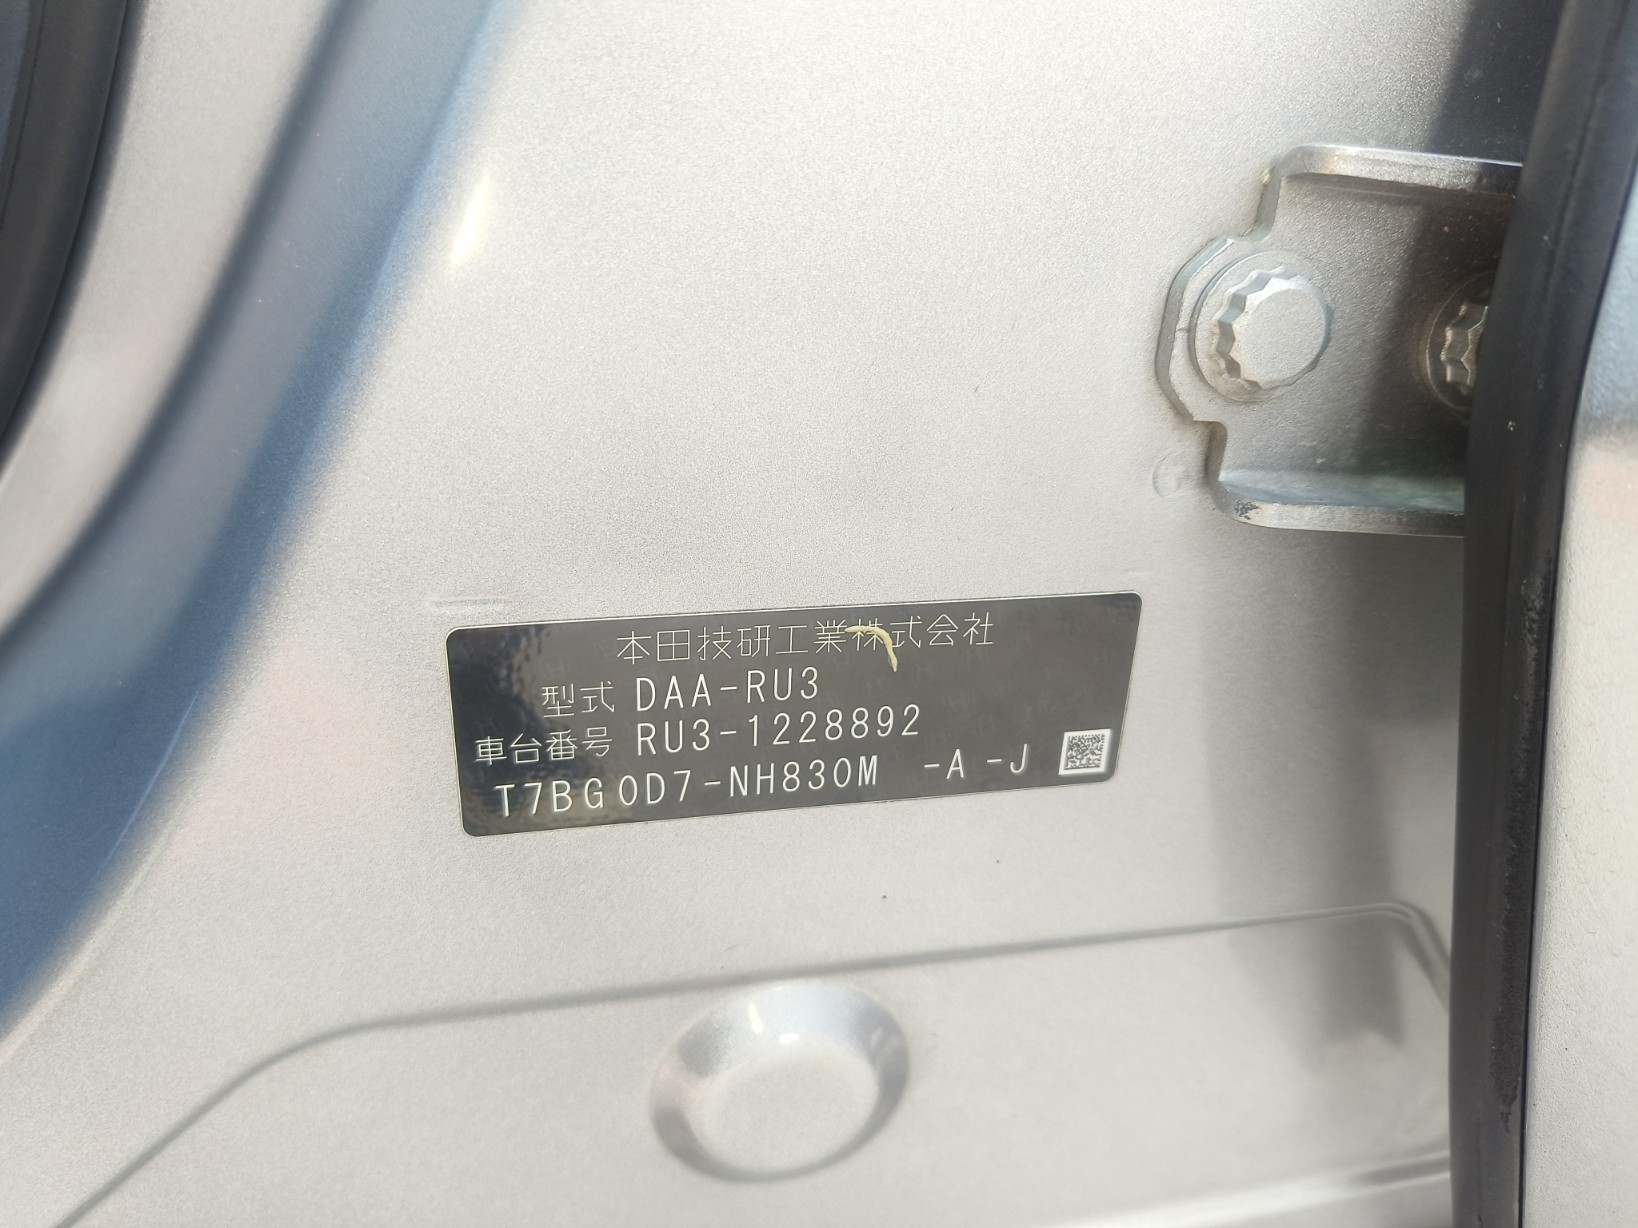 本田技研工業株式会社
型式 DAA-RU3
車台番号 RU3-1228892
T7BG0D7-NH830M -A -J